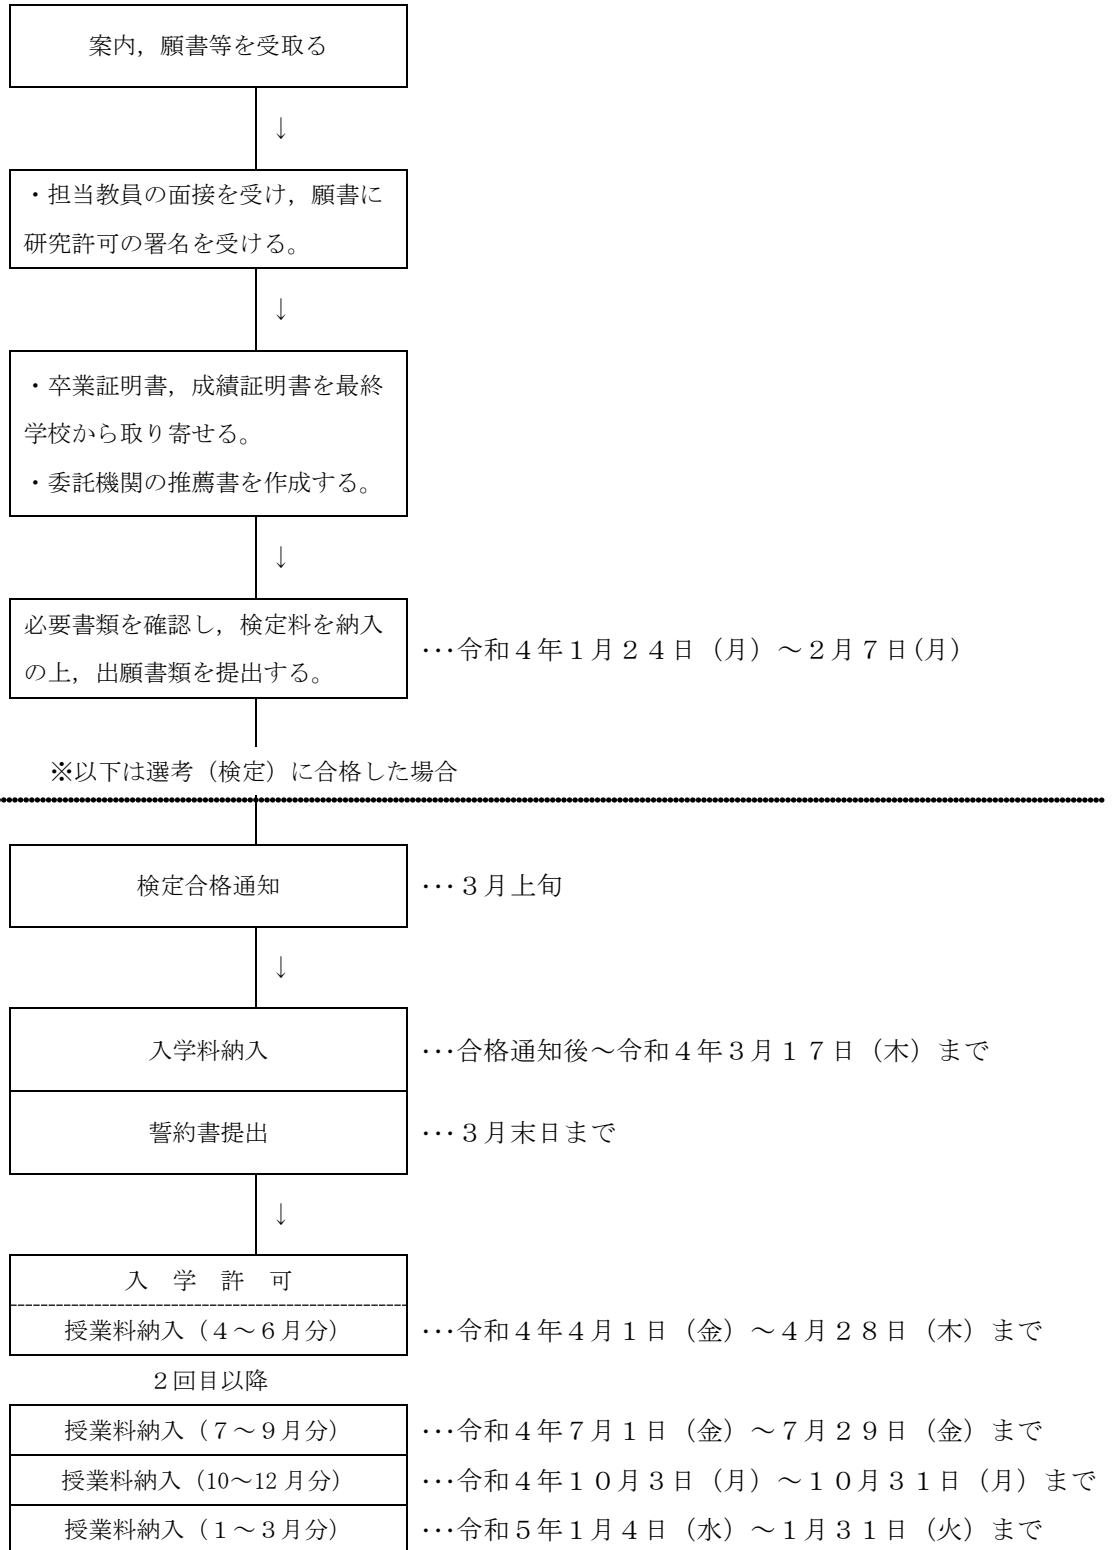 案内，願書等を受取る
↓
・担当教員の面接を受け，願書に
研究許可の署名を受ける。
↓
・卒業証明書，成績証明書を最終
学校から取り寄せる。
・委託機関の推薦書を作成する。
↓
必要書類を確認し，検定料を納入
の上，出願書類を提出する。
…令和４年１月２４日（月）～２月７日(月)
※以下は選考（検定）に合格した場合
検定合格通知
…３月上旬
↓
入学料納入
…合格通知後～令和４年３月１７日（木）まで
誓約書提出
…３月末日まで
↓
入　学　許　可
授業料納入（４～６月分）
…令和４年４月１日（金）～４月２８日（木）まで
２回目以降
授業料納入（７～９月分）
…令和４年７月１日（金）～７月２９日（金）まで
授業料納入（10～12 月分）
…令和４年１０月３日（月）～１０月３１日（月）まで
授業料納入（１～３月分）
…令和５年１月４日（水）～１月３１日（火）まで